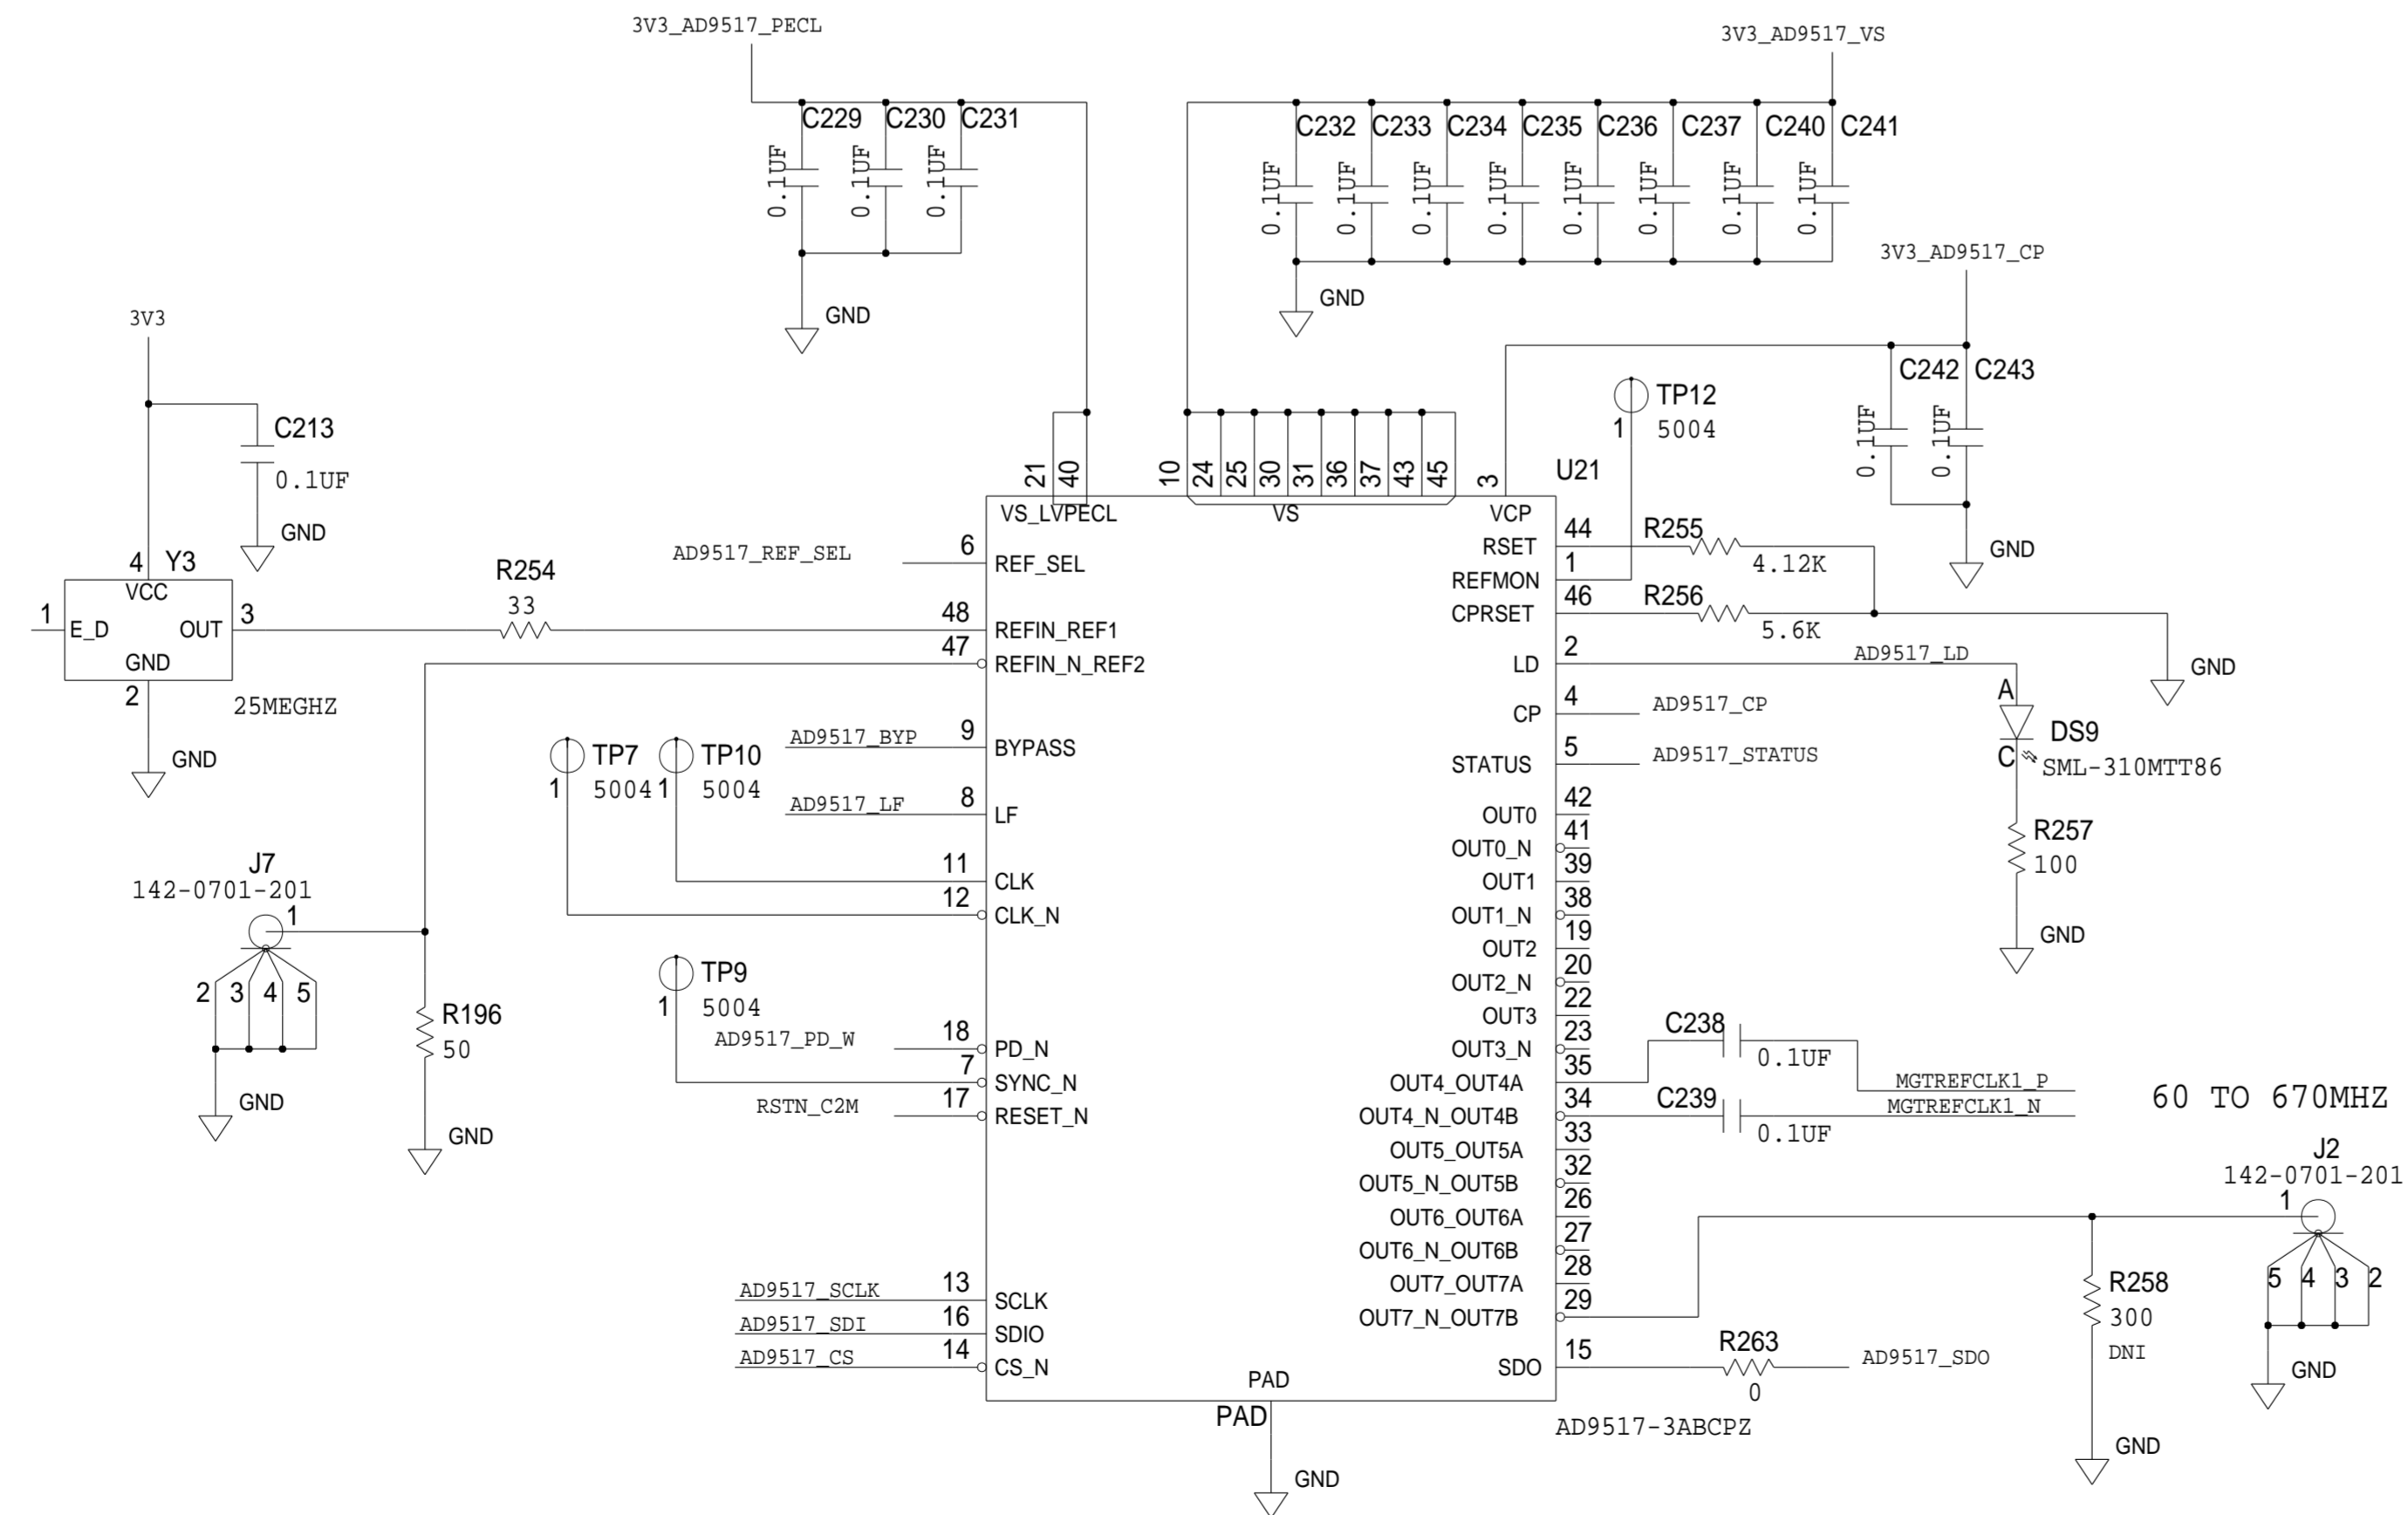 3V3_AD9517_PECL
3V3_AD9517_VS
C229 C230 C231
0.1UF 0.1UF 0.1UF
GND
C232 C233 C234 C235 C236 C237 C240 C241
0.1UF 0.1UF 0.1UF 0.1UF 0.1UF 0.1UF 0.1UF 0.1UF
GND
3V3_AD9517_CP
C242 C243
0.1UF 0.1UF
GND
3V3
C213
0.1UF
GND
4 Y3
VCC
1 E_D OUT 3
GND
2
25MEGHZ
GND
R254
33
TP12
1 5004
U21
21 40
10 24 25 30 31 36 37 43 45
3
VS_LVPECL VS VCP
AD9517_REF_SEL 6 REF_SEL
48 REFIN_REF1
47 REFIN_N_REF2
AD9517_BYP 9 BYPASS
AD9517_LF 8 LF
TP7
1 5004
TP10
1 5004
11 CLK
12 CLK_N
TP9
1 5004
AD9517_PD_W 18 PD_N
7 SYNC_N
RSTN_C2M 17 RESET_N
AD9517_SCLK 13 SCLK
AD9517_SDI 16 SDIO
AD9517_CS 14 CS_N
J7
142-0701-201
1
2 3 4 5
GND
R196
50
GND
RSET 44 R255
4.12K
REFMON 1
CPRSET 46 R256
5.6K
GND
LD 2 AD9517_LD
CP 4 AD9517_CP
STATUS 5 AD9517_STATUS
A
C
DS9
SML-310MTT86
R257
100
GND
OUT0 42
OUT0_N 41
OUT1 39
OUT1_N 38
OUT2 19
OUT2_N 20
OUT3 22
OUT3_N 23
OUT4_OUT4A 35
OUT4_N_OUT4B 34
OUT5_OUT5A 33
OUT5_N_OUT5B 32
OUT6_OUT6A 26
OUT6_N_OUT6B 27
OUT7_OUT7A 28
OUT7_N_OUT7B 29
SDO 15
C238
0.1UF
MGTREFCLK1_P
C239
0.1UF
MGTREFCLK1_N
60 TO 670MHZ
J2
142-0701-201
1
5 4 3 2
GND
R258
300
DNI
GND
R263
0
AD9517_SDO
AD9517-3ABCPZ
PAD
PAD
GND